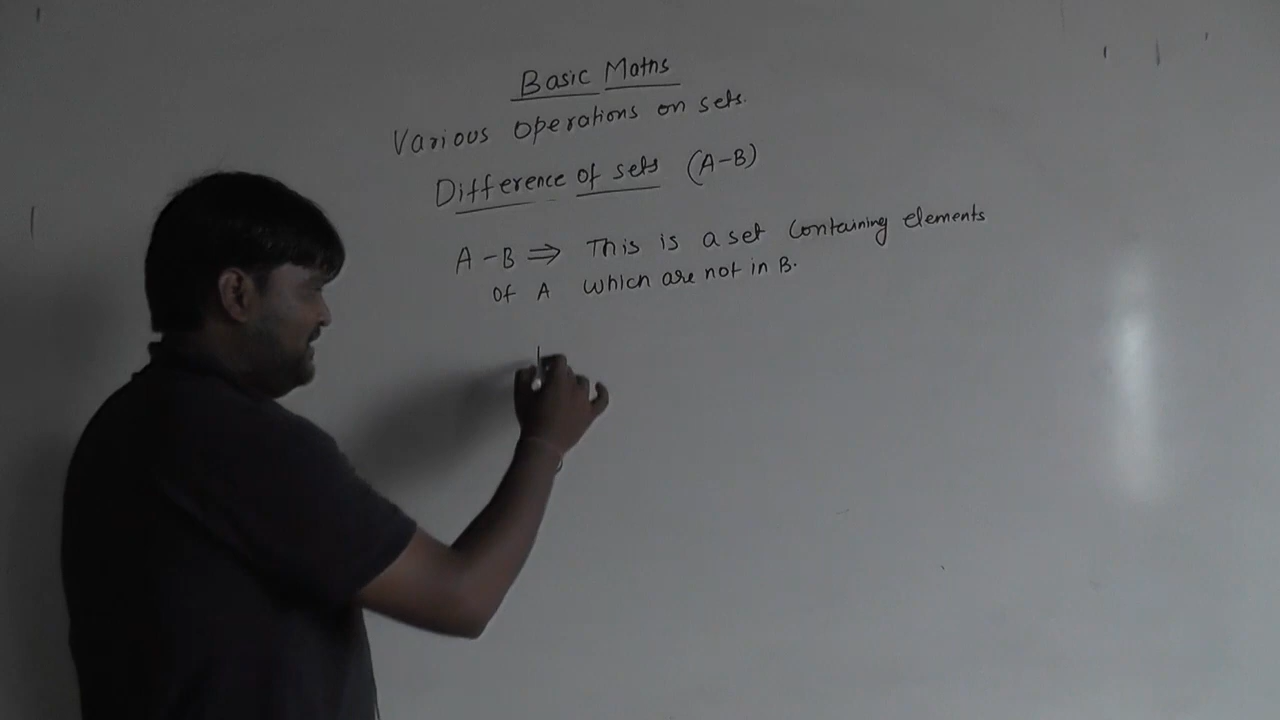 Basic Maths
Various operations on sets.
Difference of sets (A-B)
A-B ⇒ This is a set containing elements
of A which are not in B.